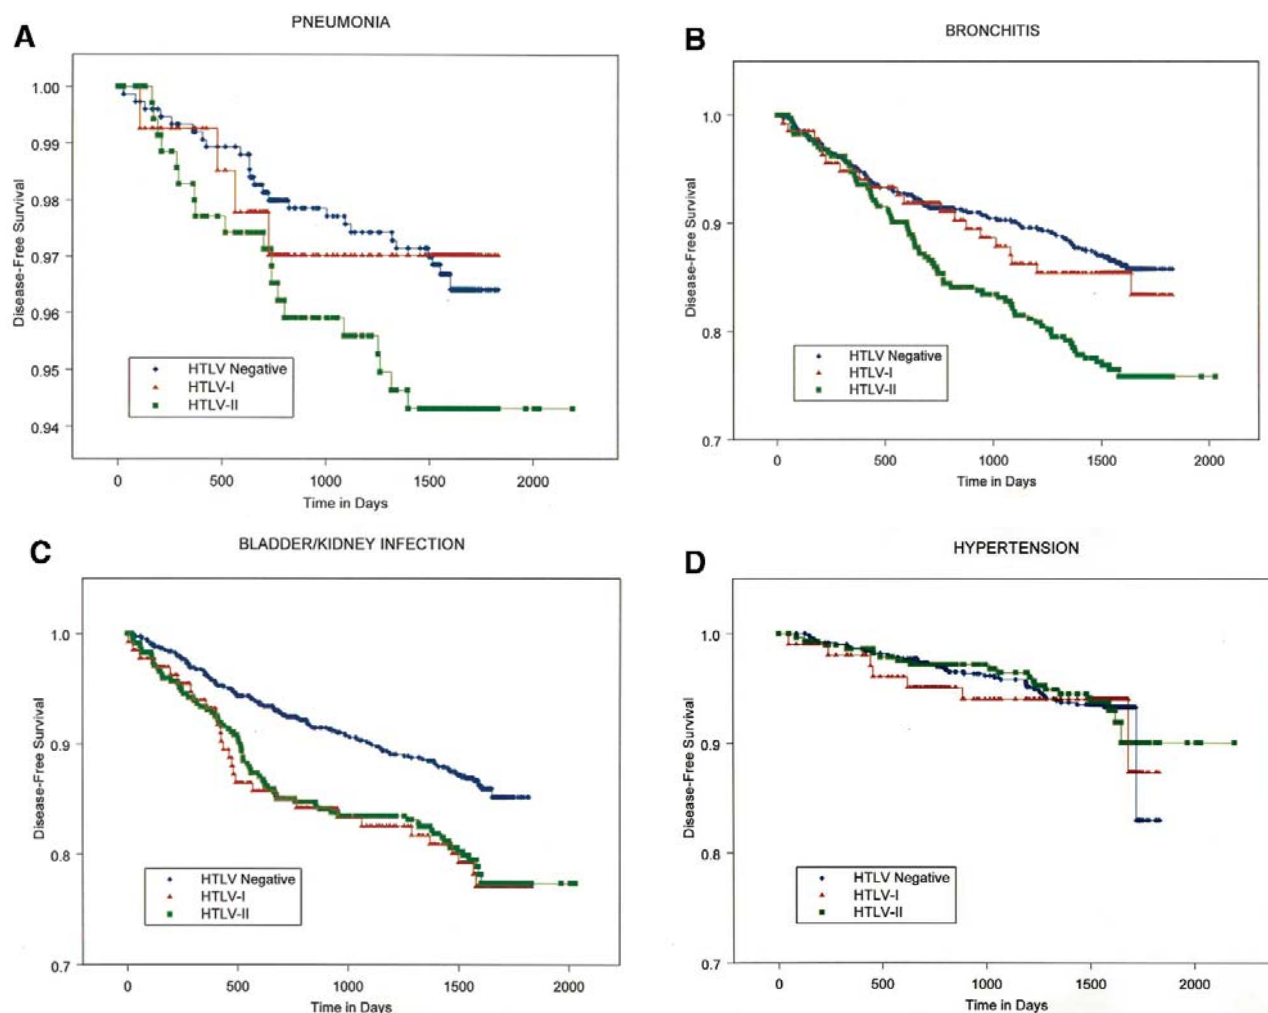 A
PNEUMONIA
1.00
0.99
0.98
0.97
0.96
0.95
0.94
Disease-Free Survival
HTLV Negative
HTLV-I
HTLV-II
0 500 1000 1500 2000
Time in Days
B
BRONCHITIS
1.0
0.9
0.8
0.7
Disease-Free Survival
HTLV Negative
HTLV-I
HTLV-II
0 500 1000 1500 2000
Time in Days
C
BLADDER/KIDNEY INFECTION
1.0
0.9
0.8
0.7
Disease-Free Survival
HTLV Negative
HTLV-I
HTLV-II
0 500 1000 1500 2000
Time in Days
D
HYPERTENSION
1.0
0.9
0.8
0.7
Disease-Free Survival
HTLV Negative
HTLV-I
HTLV-II
0 500 1000 1500 2000
Time in Days